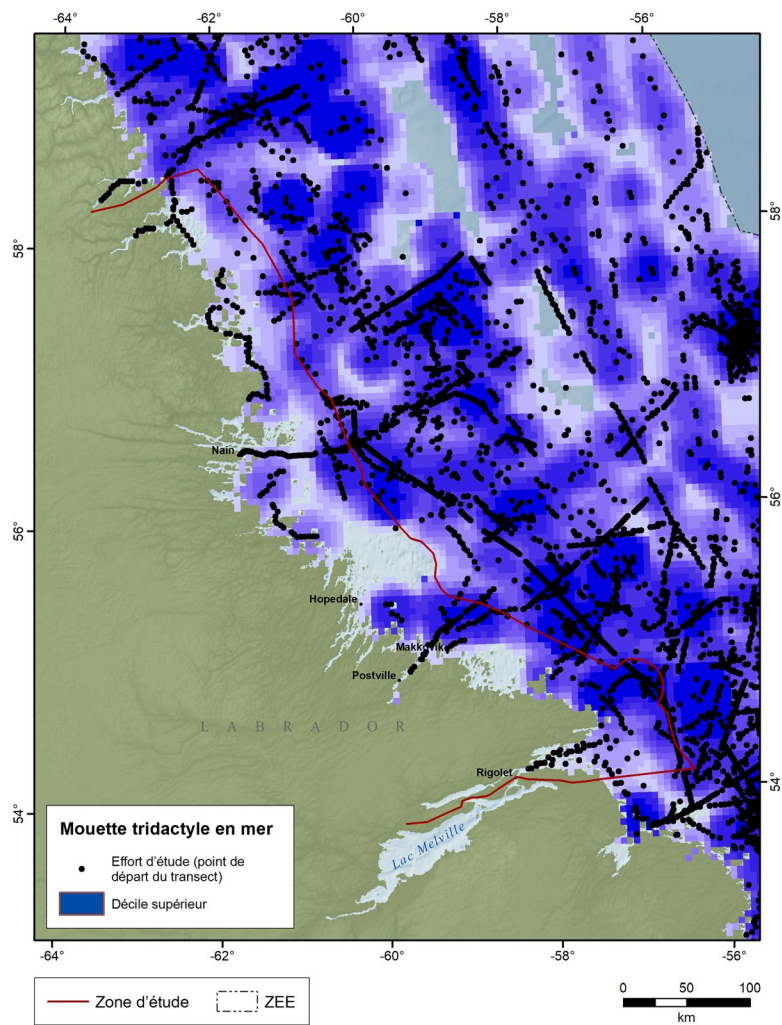 -64° -62° -60° -58° -56°
58° 58°
Nain
56° 56°
Hopedale
Makkovik
Postville
LABRADOR
Rigolet
54° 54°
Lac Melville
Mouette tridactyle en mer
Effort d'étude (point de
départ du transect)
Décile supérieur
-64° -62° -60° -58° -56°
Zone d'étude ZEE
0 50 100
km